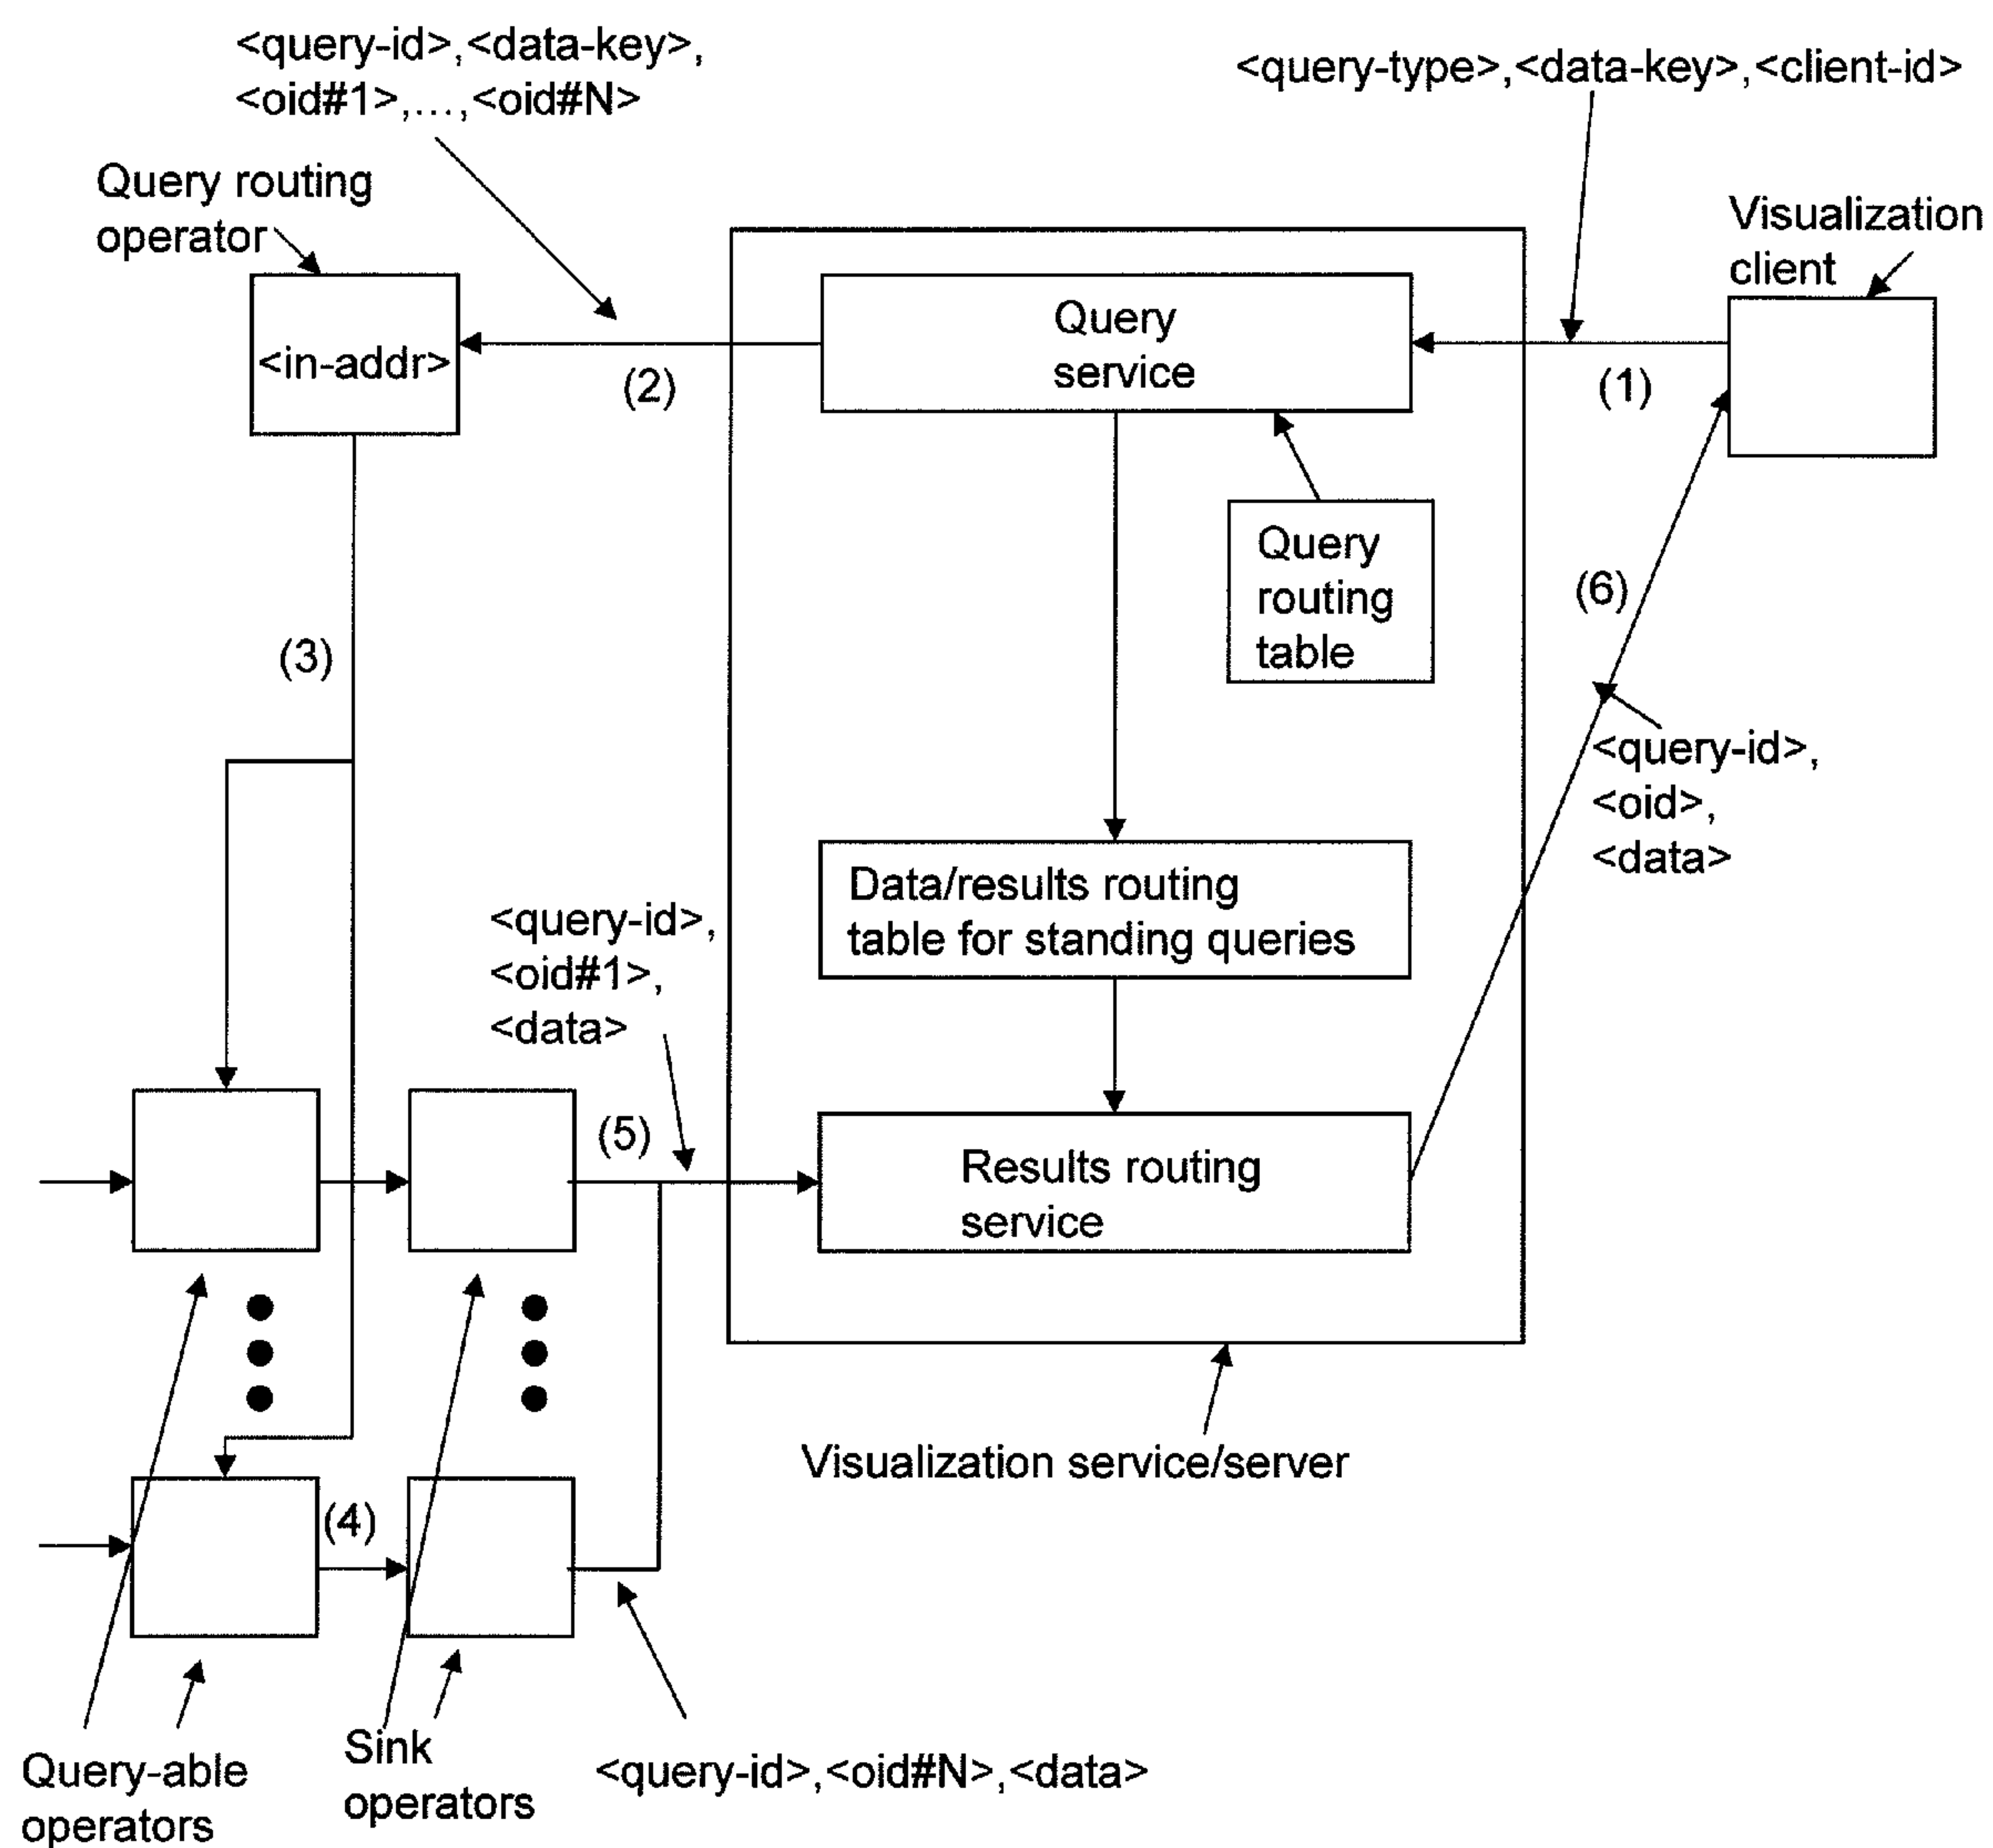 <query-id>,<data-key>,
<oid#1>,...,<oid#N>
<query-type>,<data-key>,<client-id>
Query routing
operator
Visualization
client
<in-addr>
(2)
Query
service
(1)
Query
routing
table
(3)
(6)
<query-id>,
<oid>,
<data>
Data/results routing
table for standing queries
<query-id>,
<oid#1>,
<data>
(5)
Results routing
service
Visualization service/server
(4)
Query-able
operators
Sink
operators
<query-id>,<oid#N>,<data>